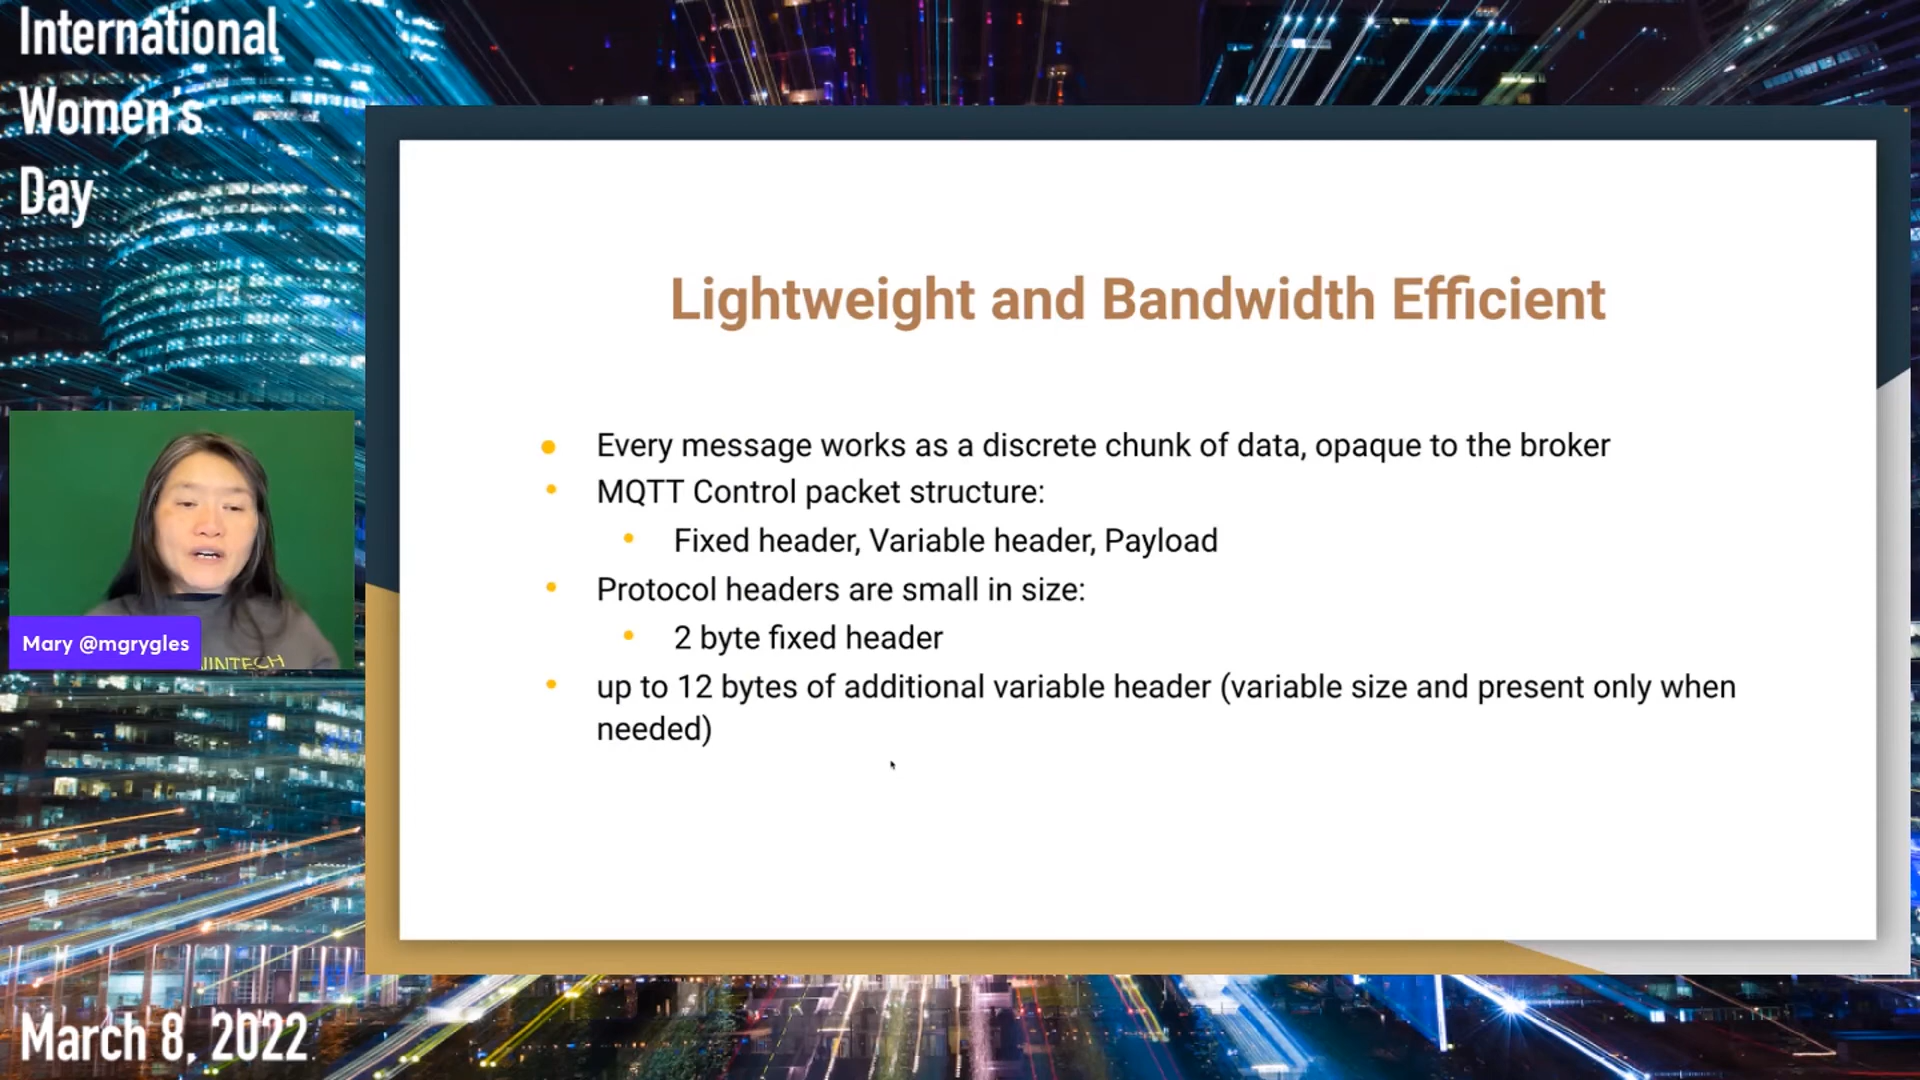 International
Women's
Day
Lightweight and Bandwidth Efficient
Every message works as a discrete chunk of data, opaque to the broker
MQTT Control packet structure:
Fixed header, Variable header, Payload
Protocol headers are small in size:
2 byte fixed header
up to 12 bytes of additional variable header (variable size and present only when
needed)
Mary @mgrygles
March 8, 2022